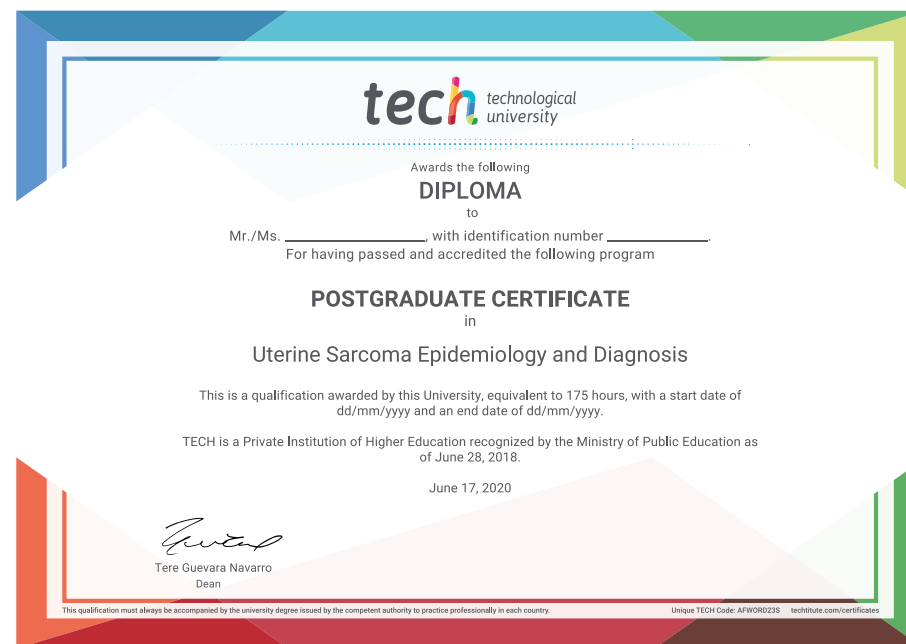 tech technological
university
Awards the following
DIPLOMA
to
Mr./Ms. ____________________, with identification number ______________.
For having passed and accredited the following program
POSTGRADUATE CERTIFICATE
in
Uterine Sarcoma Epidemiology and Diagnosis
This is a qualification awarded by this University, equivalent to 175 hours, with a start date of
dd/mm/yyyy and an end date of dd/mm/yyyy.
TECH is a Private Institution of Higher Education recognized by the Ministry of Public Education as
of June 28, 2018.
June 17, 2020
Tere Guevara Navarro
Dean
This qualification must always be accompanied by the university degree issued by the competent authority to practice professionally in each country.
Unique TECH Code: AFWORD23S techtitute.com/certificates